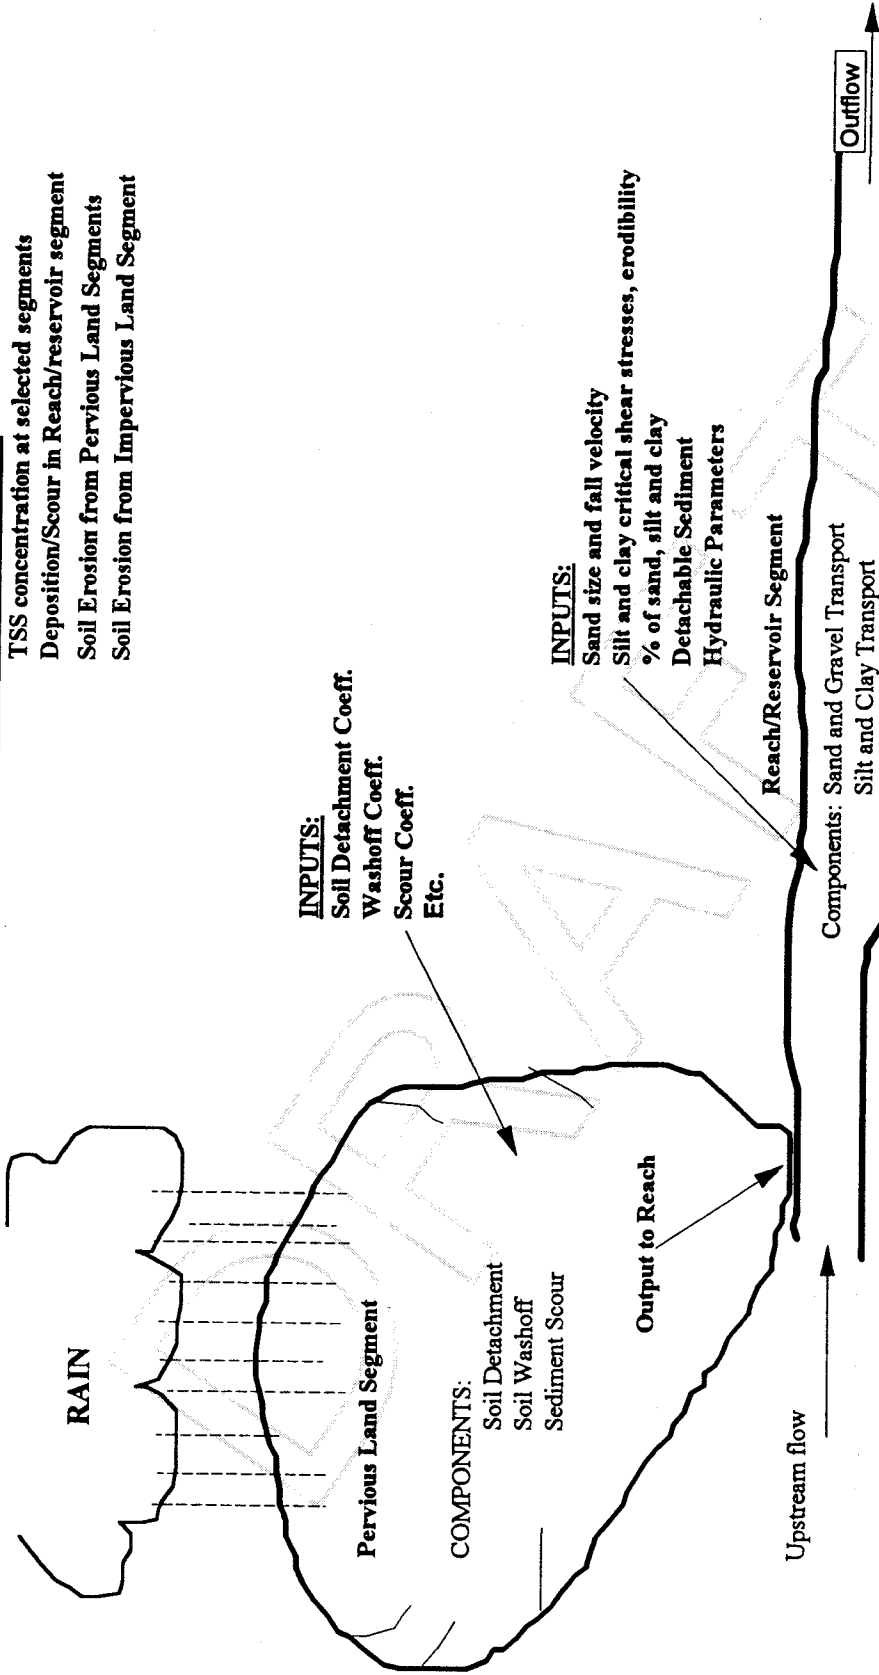 TSS concentration at selected segments
Deposition/Scour in Reach/reservoir segment
Soil Erosion from Pervious Land Segments
Soil Erosion from Impervious Land Segment
RAIN
INPUTS:
Soil Detachment Coeff.
Washoff Coeff.
Scour Coeff.
Etc.
Pervious Land Segment
COMPONENTS:
Soil Detachment
Soil Washoff
Sediment Scour
Output to Reach
INPUTS:
Sand size and fall velocity
Silt and clay critical shear stresses, erodibility
% of sand, silt and clay
Detachable Sediment
Hydraulic Parameters
Reach/Reservoir Segment
Upstream flow
Components: Sand and Gravel Transport
Silt and Clay Transport
Outflow
DRAFT